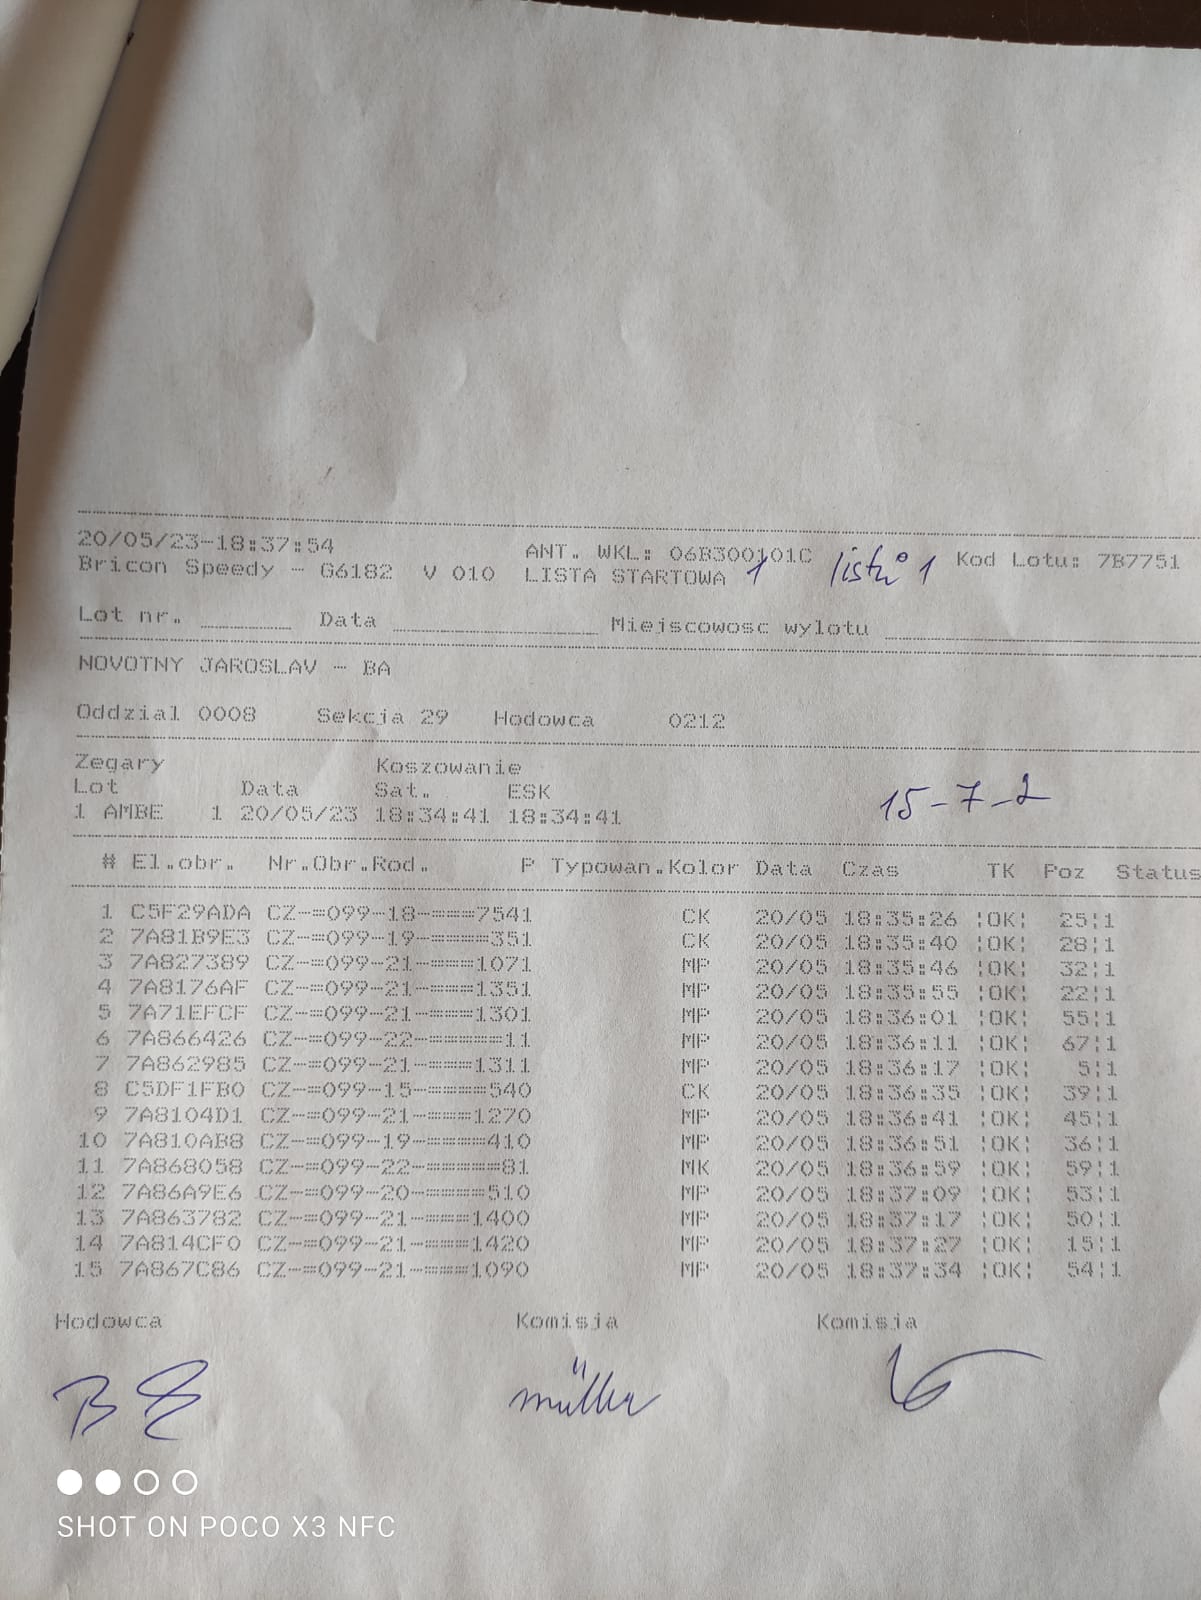 20/05/23-18:37:54 ANT. WKL: 06B300101C Kod Lotu: 7B7751
Bricon Speedy - G6182 V 010 LISTA STARTOWA 1 listů 1
Lot nr. Data Miejscowosc wylotu
NOVOTNY JAROSLAV - BA
Oddzial 0008 Sekcja 29 Hodowca 0212
Zegary Koszowanie
Lot Data Sat. ESK
1 AMBE 1 20/05/23 18:34:41 18:34:41
15-7-2
# El.obr. Nr.Obr.Rod. P Typowan.Kolor Data Czas TK Poz Status
1 C5F29ADA CZ-=099-18-===7541 CK 20/05 18:35:26 ¦OK¦ 25¦1
2 7A81B9E3 CZ-=099-19-====351 CK 20/05 18:35:40 ¦OK¦ 28¦1
3 7A827389 CZ-=099-21-===1071 MP 20/05 18:35:46 ¦OK¦ 32¦1
4 7A8176AF CZ-=099-21-===1351 MP 20/05 18:35:55 ¦OK¦ 22¦1
5 7A71EFCF CZ-=099-21-===1301 MP 20/05 18:36:01 ¦OK¦ 55¦1
6 7A866426 CZ-=099-22-=====11 MP 20/05 18:36:11 ¦OK¦ 67¦1
7 7A862985 CZ-=099-21-===1311 MP 20/05 18:36:17 ¦OK¦ 5¦1
8 C5DF1FB0 CZ-=099-15-====540 CK 20/05 18:36:35 ¦OK¦ 39¦1
9 7A8104D1 CZ-=099-21-===1270 MP 20/05 18:36:41 ¦OK¦ 45¦1
10 7A810AB8 CZ-=099-19-====410 MP 20/05 18:36:51 ¦OK¦ 36¦1
11 7A868058 CZ-=099-22-=====81 MK 20/05 18:36:59 ¦OK¦ 59¦1
12 7A86A9E6 CZ-=099-20-====510 MP 20/05 18:37:09 ¦OK¦ 53¦1
13 7A863782 CZ-=099-21-===1400 MP 20/05 18:37:17 ¦OK¦ 50¦1
14 7A814CF0 CZ-=099-21-===1420 MP 20/05 18:37:27 ¦OK¦ 15¦1
15 7A867C86 CZ-=099-21-===1090 MP 20/05 18:37:34 ¦OK¦ 54¦1
Hodowca Komisja Komisja
müller
SHOT ON POCO X3 NFC